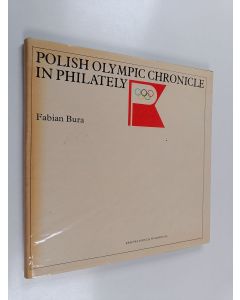 POLISH OLYMPIC CHRONICLE
IN PHILATELY
Fabian Bura